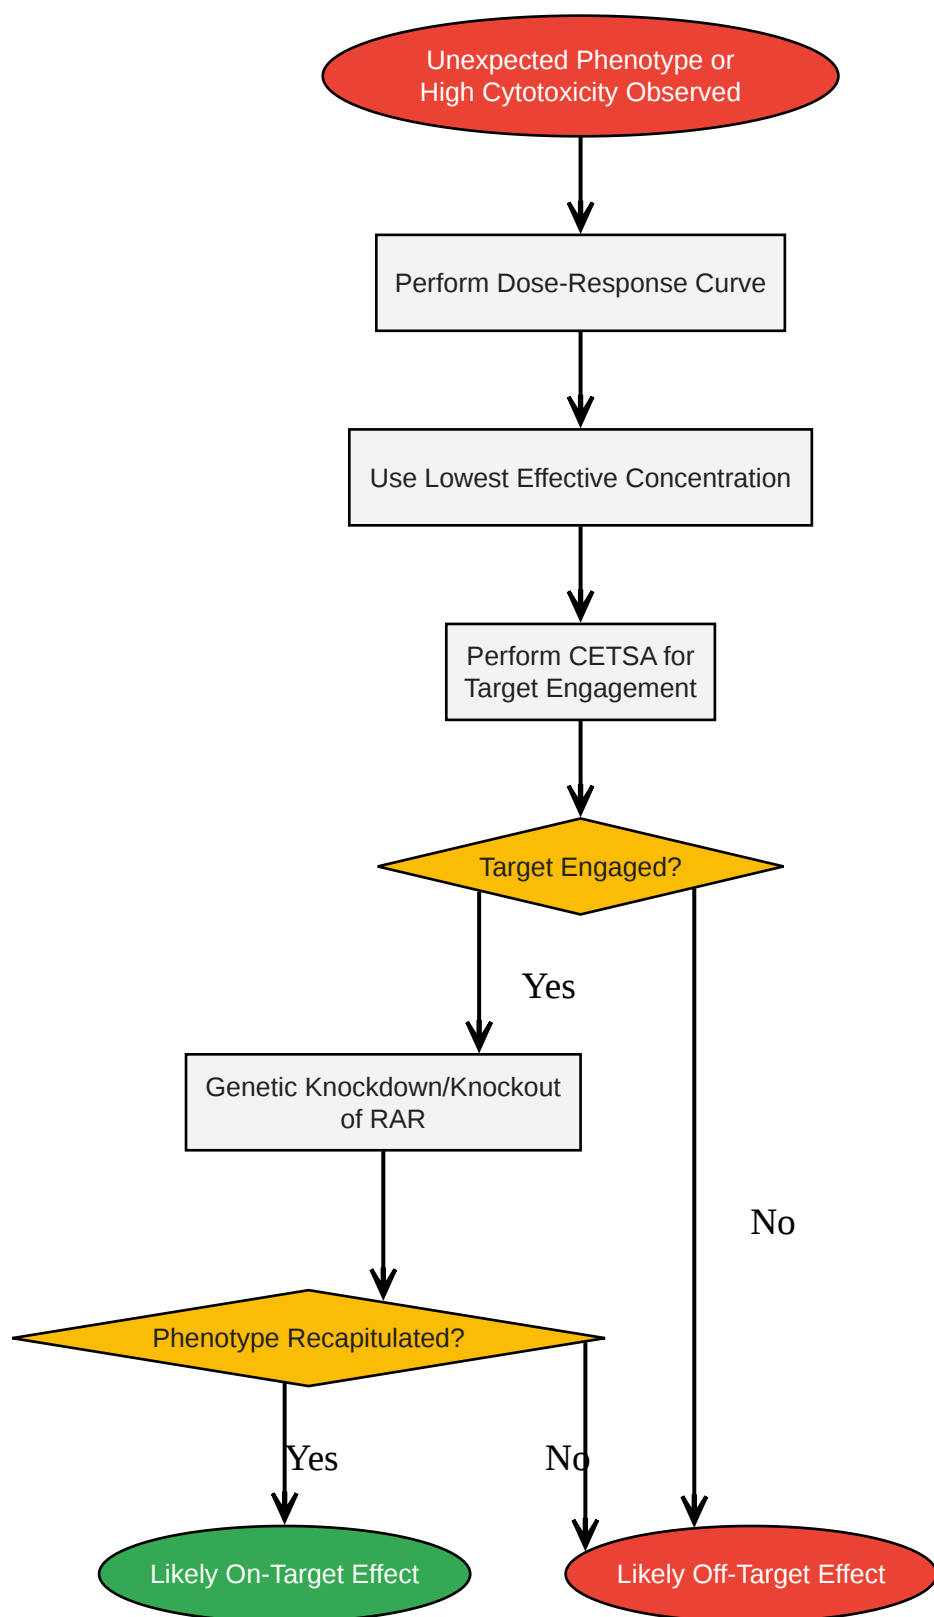 Unexpected Phenotype or
High Cytotoxicity Observed
Perform Dose-Response Curve
Use Lowest Effective Concentration
Perform CETSA for
Target Engagement
Target Engaged?
Yes
Genetic Knockdown/Knockout
of RAR
No
Phenotype Recapitulated?
Yes
No
Likely On-Target Effect
Likely Off-Target Effect